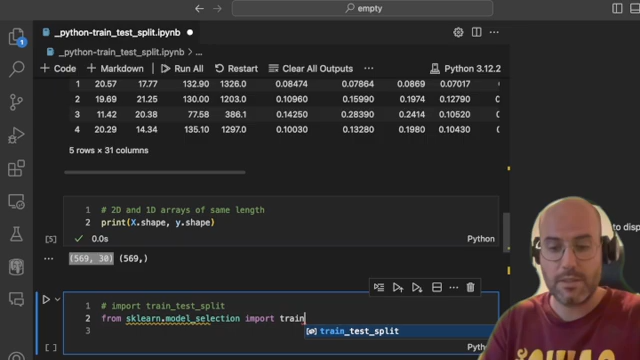 empty
_python-train_test_split.ipynb
_python-train_test_split.ipynb > ...
+ Code + Markdown Run All Restart Clear All Outputs ... Python 3.12.2
1 20.57 17.77 132.90 1326.0 0.08474 0.07864 0.0869 0.07017
2 19.69 21.25 130.00 1203.0 0.10960 0.15990 0.1974 0.12790
3 11.42 20.38 77.58 386.1 0.14250 0.28390 0.2414 0.10520
4 20.29 14.34 135.10 1297.0 0.10030 0.13280 0.1980 0.10430
5 rows × 31 columns
1 # 2D and 1D arrays of same length
2 print(X.shape, y.shape)
[5] 0.0s Python
... (569, 30) (569,)
1 # import train_test_split
2 from sklearn.model_selection import train
3 train_test_split
[ ]